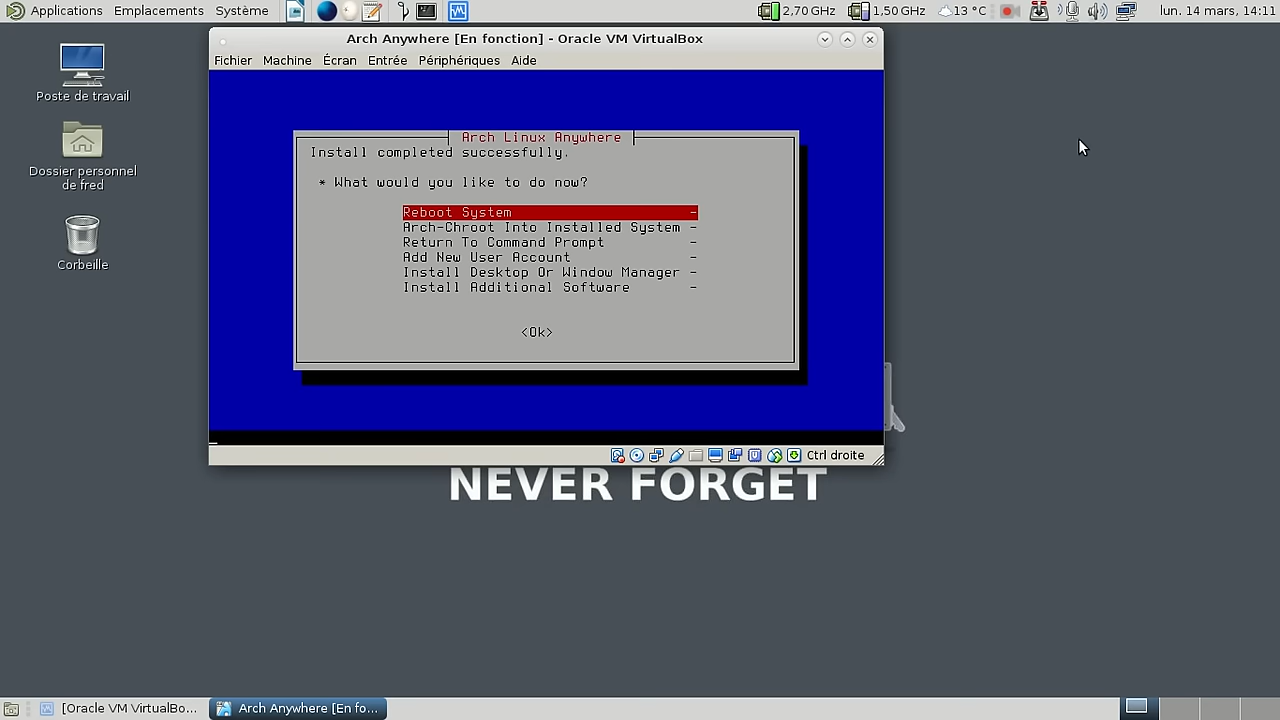 Applications Emplacements Système 2,70 GHz 1,50 GHz 13 °C lun. 14 mars, 14:11
Arch Anywhere [En fonction] - Oracle VM VirtualBox
Fichier Machine Écran Entrée Périphériques Aide
Poste de travail
Dossier personnel
de fred
Corbeille
Arch Linux Anywhere
Install completed successfully.
* What would you like to do now?
Reboot System -
Arch-Chroot Into Installed System -
Return To Command Prompt -
Add New User Account -
Install Desktop Or Window Manager -
Install Additional Software -
<Ok>
Ctrl droite
NEVER FORGET
[Oracle VM VirtualBo... Arch Anywhere [En fo...